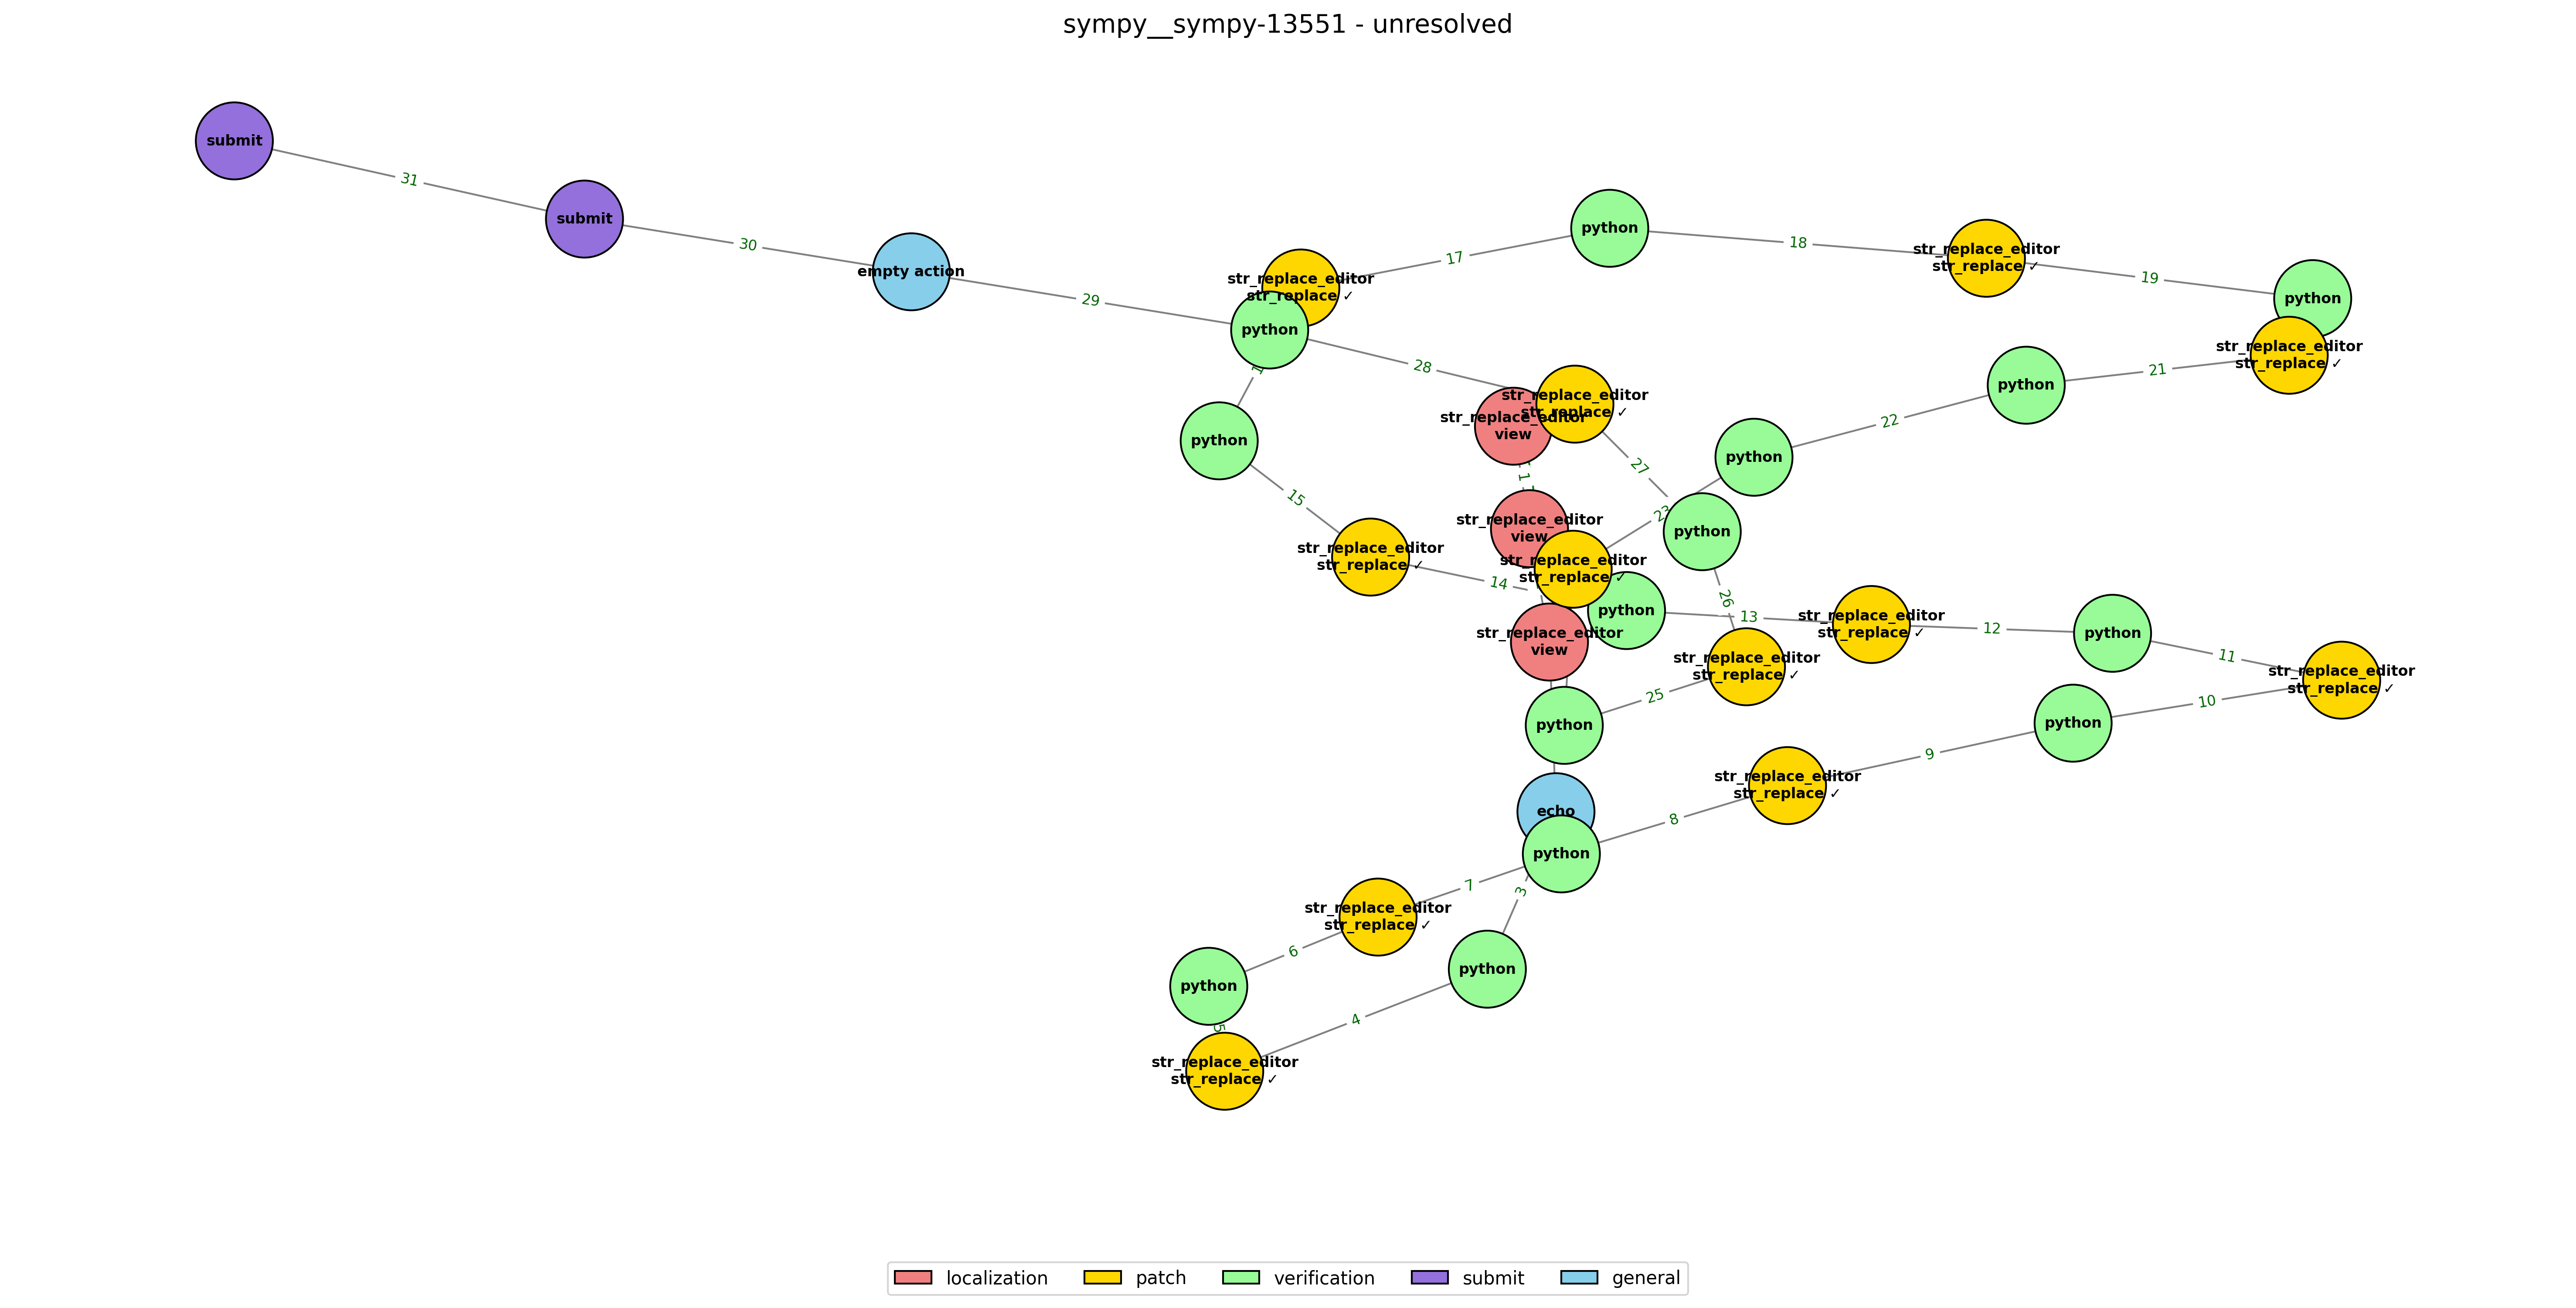 sympy__sympy-13551 - unresolved
submit
31
submit
30
empty action
29
python
17
python
18
str_replace_editor
str_replace ✓
19
python
str_replace_editor
str_replace ✓
python
28
str_replace_editor
str_replace ✓
21
python
22
str_replace_editor
str_replace ✓
str_replace_editor
view
python
15
27
python
23
python
1
str_replace_editor
view
str_replace_editor
str_replace ✓
14
str_replace_editor
str_replace ✓
26
python
13
str_replace_editor
str_replace ✓
12
python
11
str_replace_editor
view
str_replace_editor
str_replace ✓
25
str_replace_editor
str_replace ✓
10
python
python
9
str_replace_editor
str_replace ✓
8
echo
python
7
3
str_replace_editor
str_replace ✓
6
python
python
4
5
str_replace_editor
str_replace ✓
localization
patch
verification
submit
general